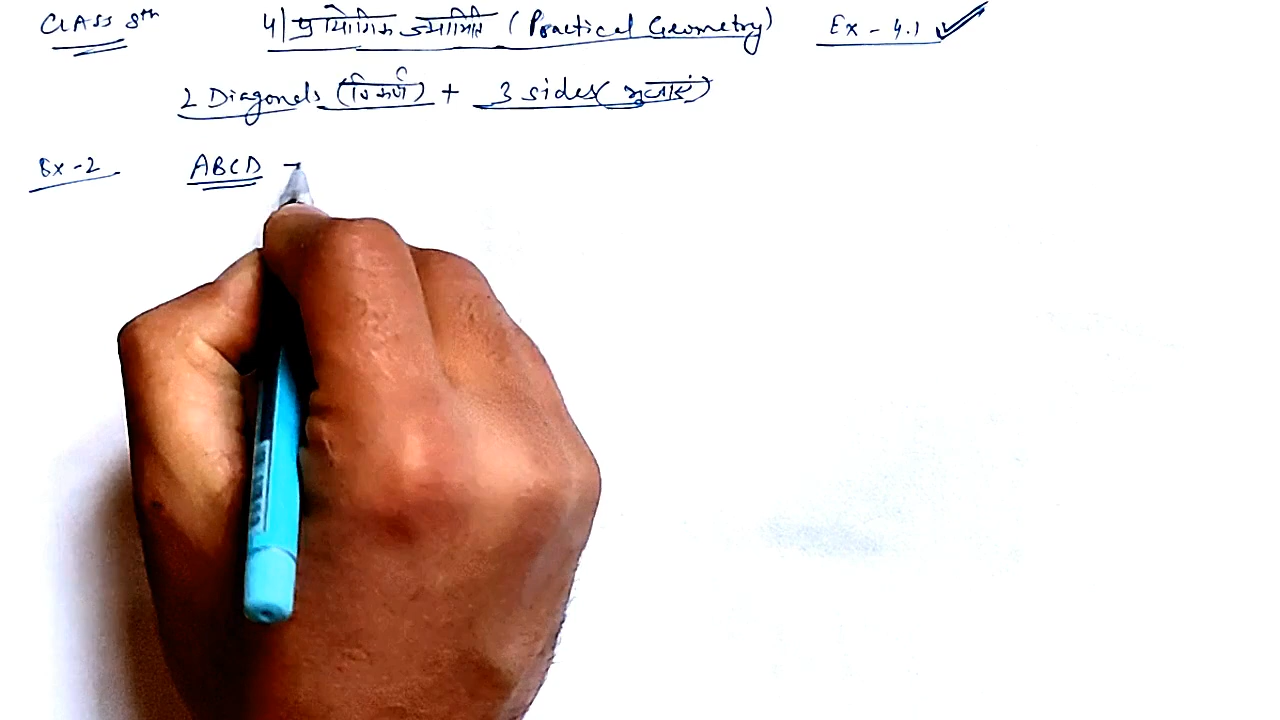 CLASS 8th 4) प्रायोगिक ज्यामिति (Practical Geometry) Ex - 4.1 ✓
2 Diagonals (विकर्ण) + 3 sides (भुजाएं)
Ex -2 ABCD -